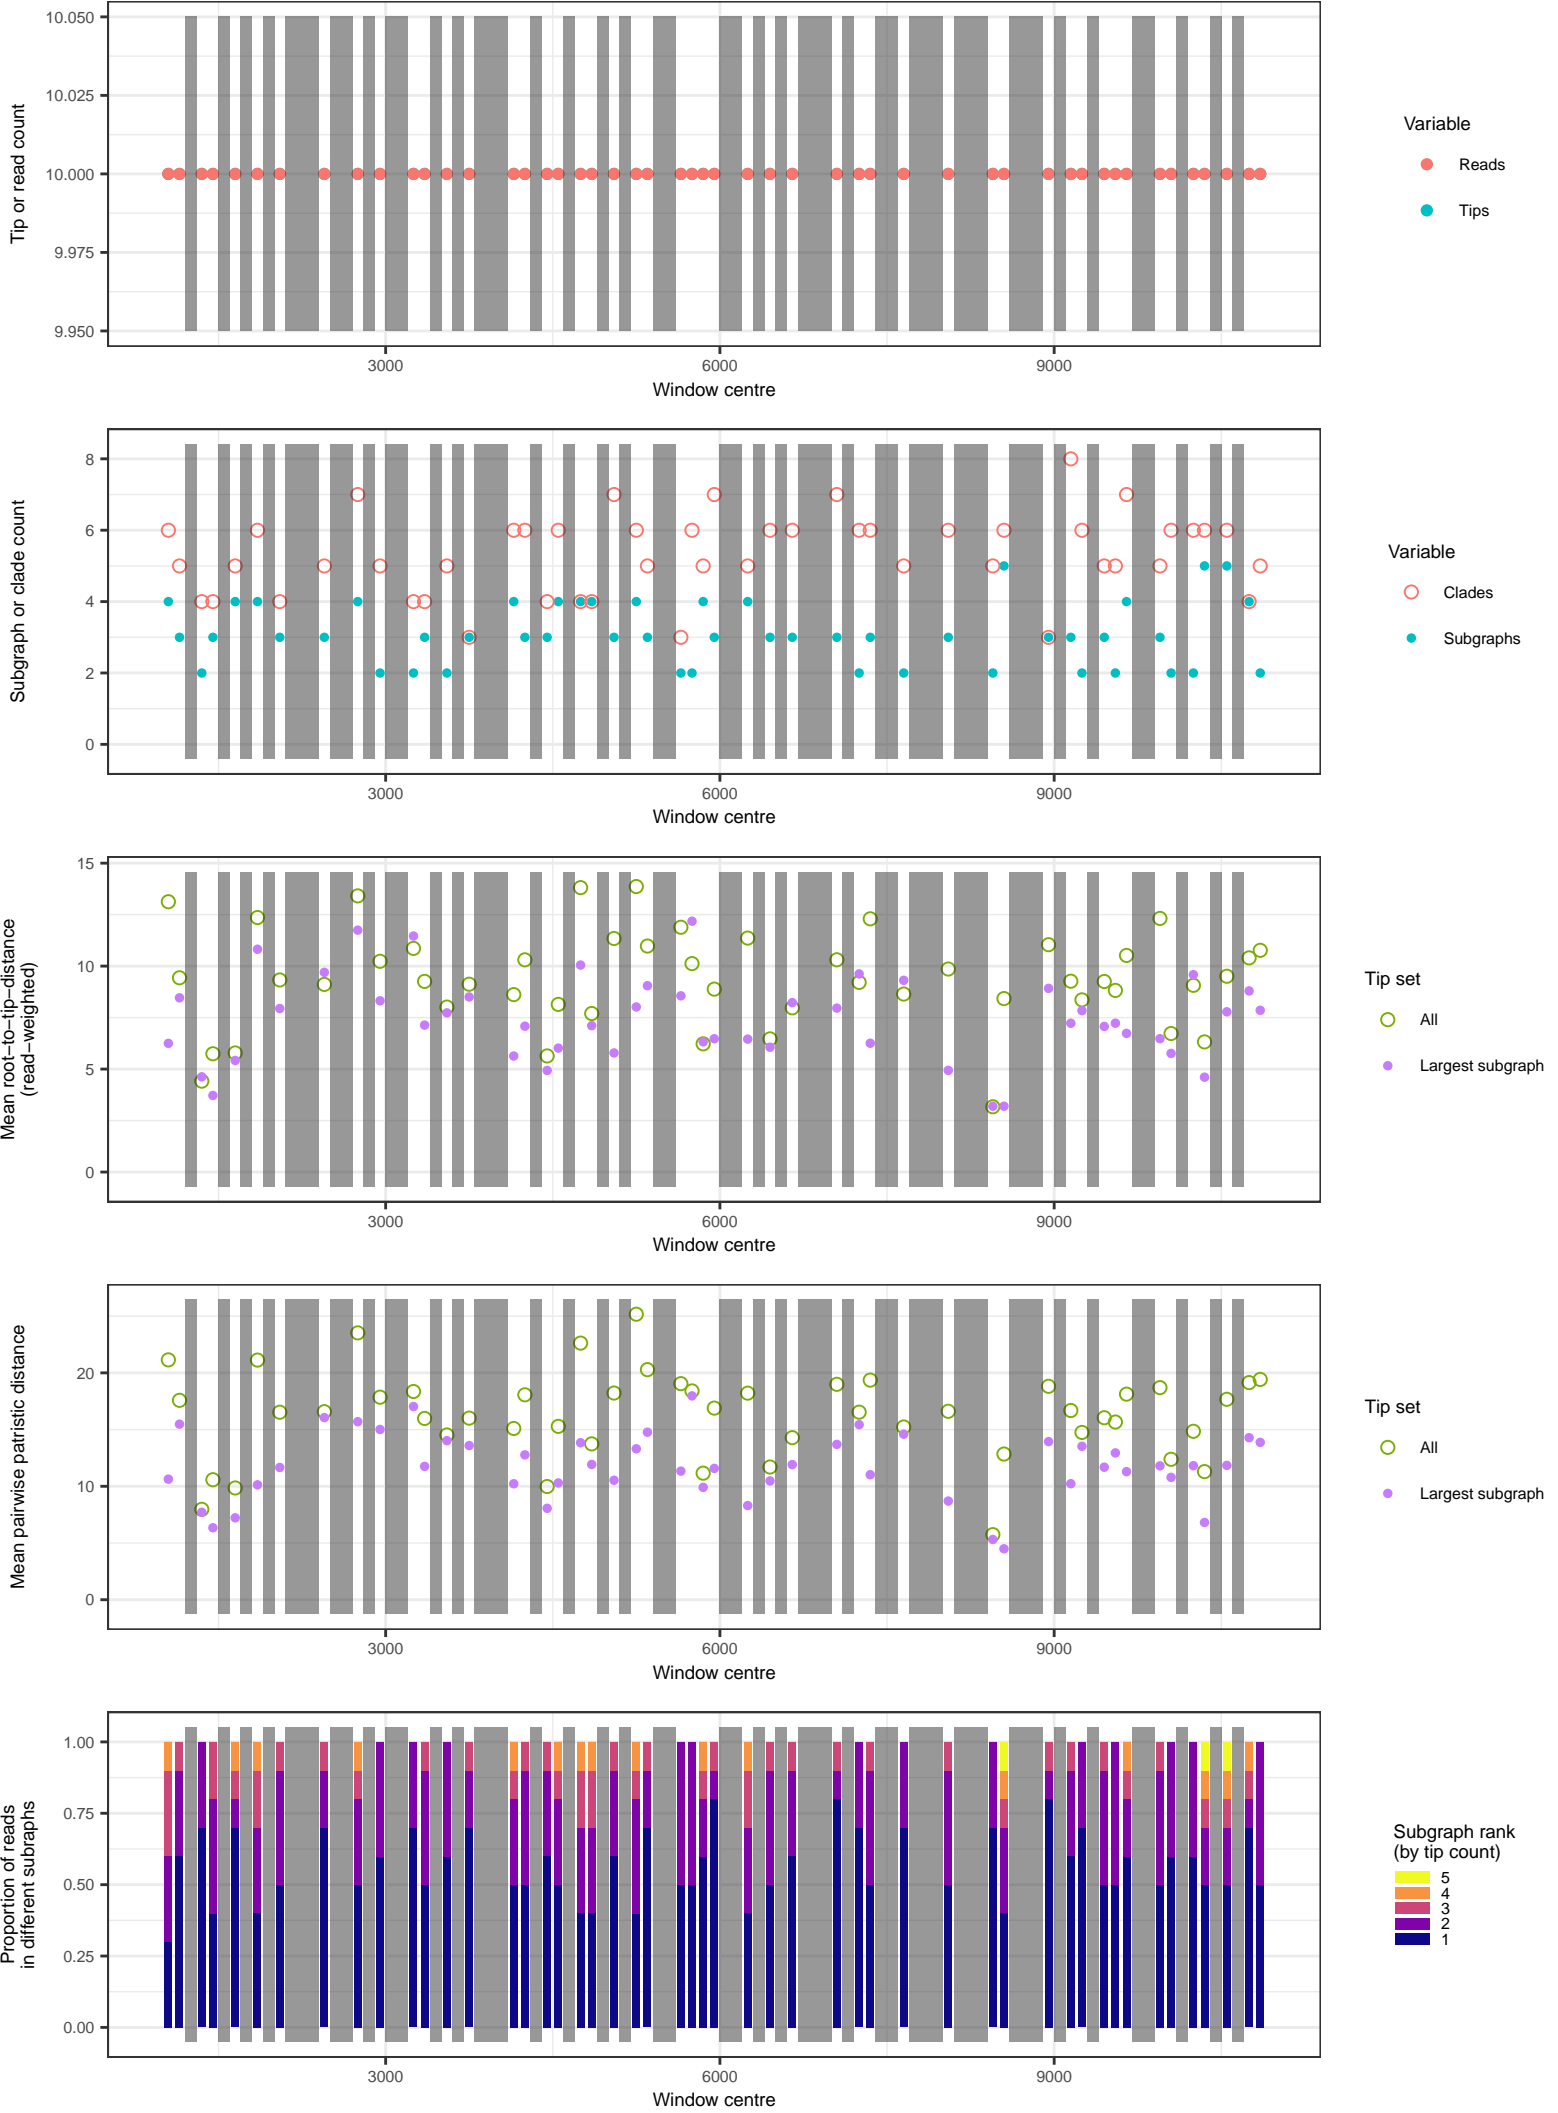 10.050
10.025
10.000
9.975
9.950
Tip or read count
3000 6000 9000
Window centre
Variable
Reads
Tips
8
6
4
2
0
Subgraph or clade count
3000 6000 9000
Window centre
Variable
Clades
Subgraphs
15
10
5
0
Mean root−to−tip−distance
(read−weighted)
3000 6000 9000
Window centre
Tip set
All
Largest subgraph
20
10
0
Mean pairwise patristic distance
3000 6000 9000
Window centre
Tip set
All
Largest subgraph
1.00
0.75
0.50
0.25
0.00
Proportion of reads
in different subraphs
3000 6000 9000
Window centre
Subgraph rank
(by tip count)
5
4
3
2
1